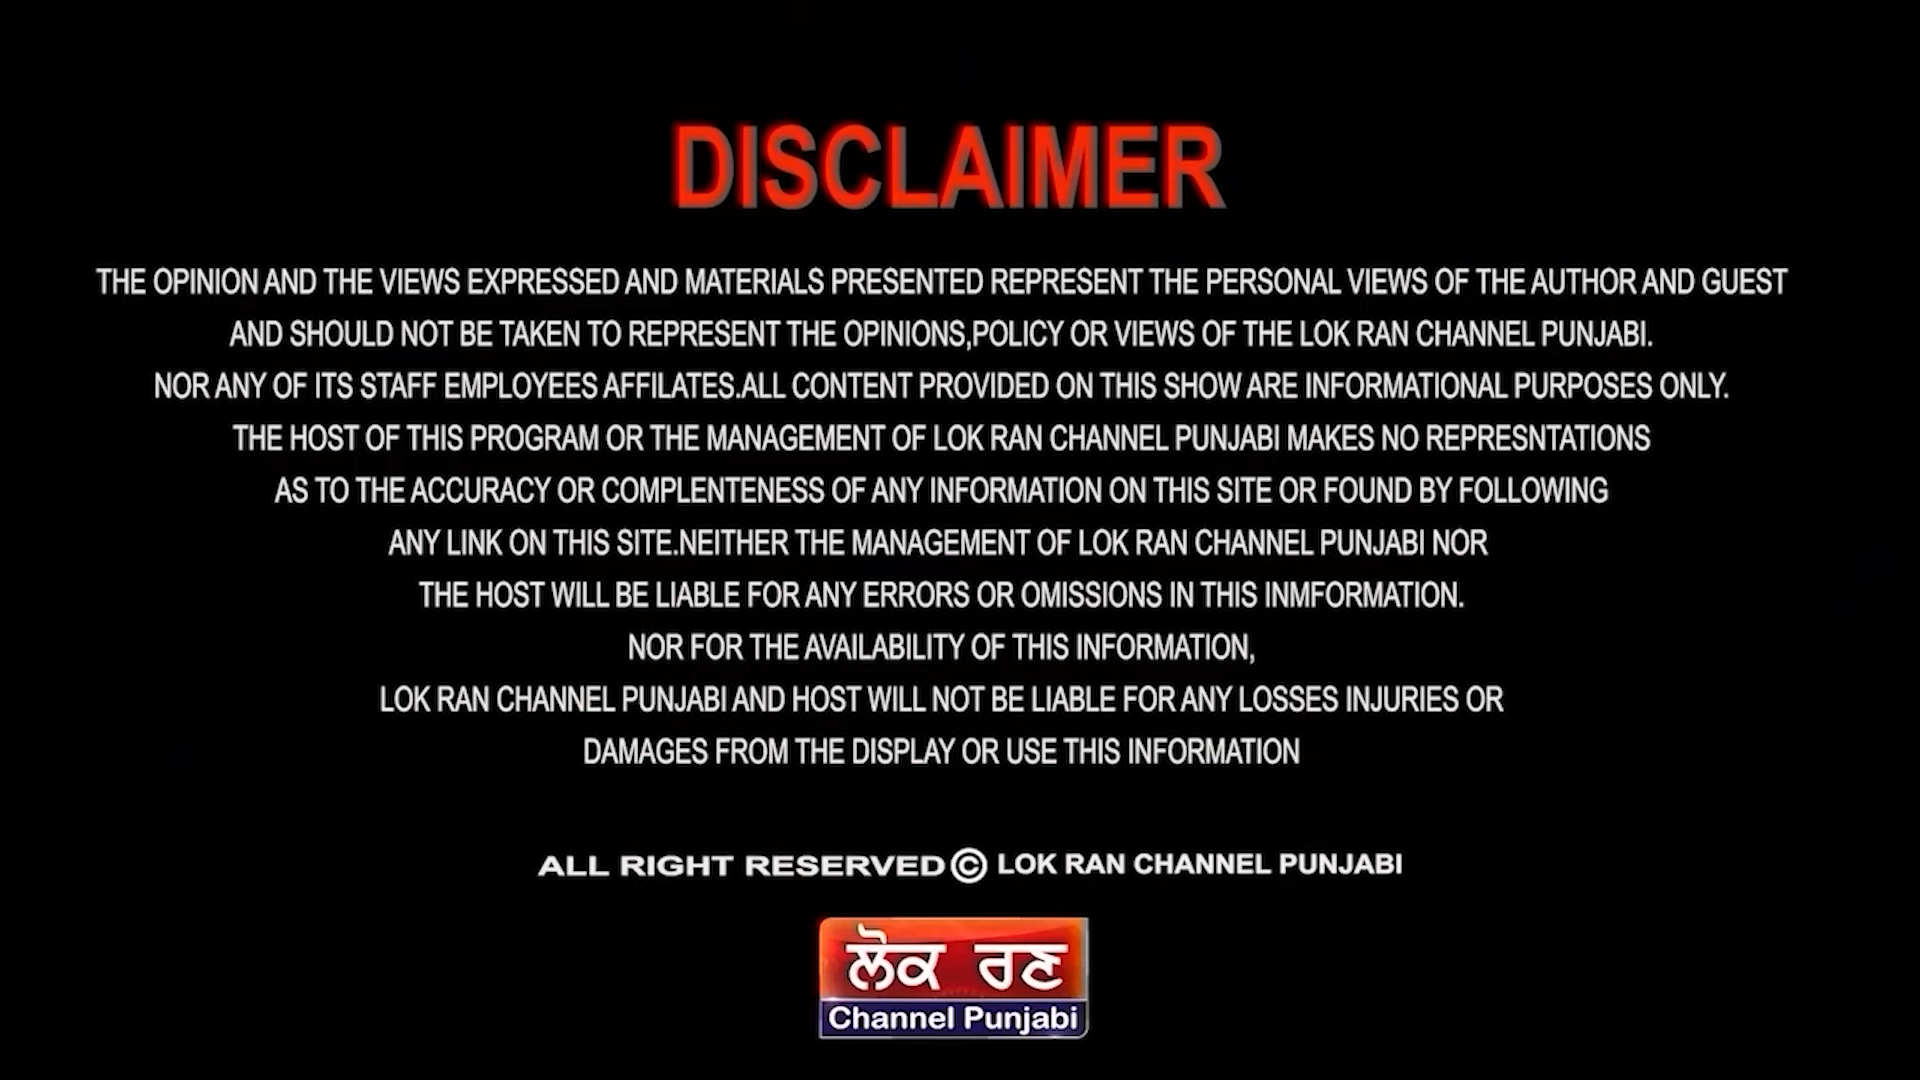 DISCLAIMER
THE OPINION AND THE VIEWS EXPRESSED AND MATERIALS PRESENTED REPRESENT THE PERSONAL VIEWS OF THE AUTHOR AND GUEST
AND SHOULD NOT BE TAKEN TO REPRESENT THE OPINIONS,POLICY OR VIEWS OF THE LOK RAN CHANNEL PUNJABI.
NOR ANY OF ITS STAFF EMPLOYEES AFFILATES.ALL CONTENT PROVIDED ON THIS SHOW ARE INFORMATIONAL PURPOSES ONLY.
THE HOST OF THIS PROGRAM OR THE MANAGEMENT OF LOK RAN CHANNEL PUNJABI MAKES NO REPRESNTATIONS
AS TO THE ACCURACY OR COMPLENTENESS OF ANY INFORMATION ON THIS SITE OR FOUND BY FOLLOWING
ANY LINK ON THIS SITE.NEITHER THE MANAGEMENT OF LOK RAN CHANNEL PUNJABI NOR
THE HOST WILL BE LIABLE FOR ANY ERRORS OR OMISSIONS IN THIS INMFORMATION.
NOR FOR THE AVAILABILITY OF THIS INFORMATION,
LOK RAN CHANNEL PUNJABI AND HOST WILL NOT BE LIABLE FOR ANY LOSSES INJURIES OR
DAMAGES FROM THE DISPLAY OR USE THIS INFORMATION
ALL RIGHT RESERVED © LOK RAN CHANNEL PUNJABI
ਲੋਕ ਰਣ
Channel Punjabi